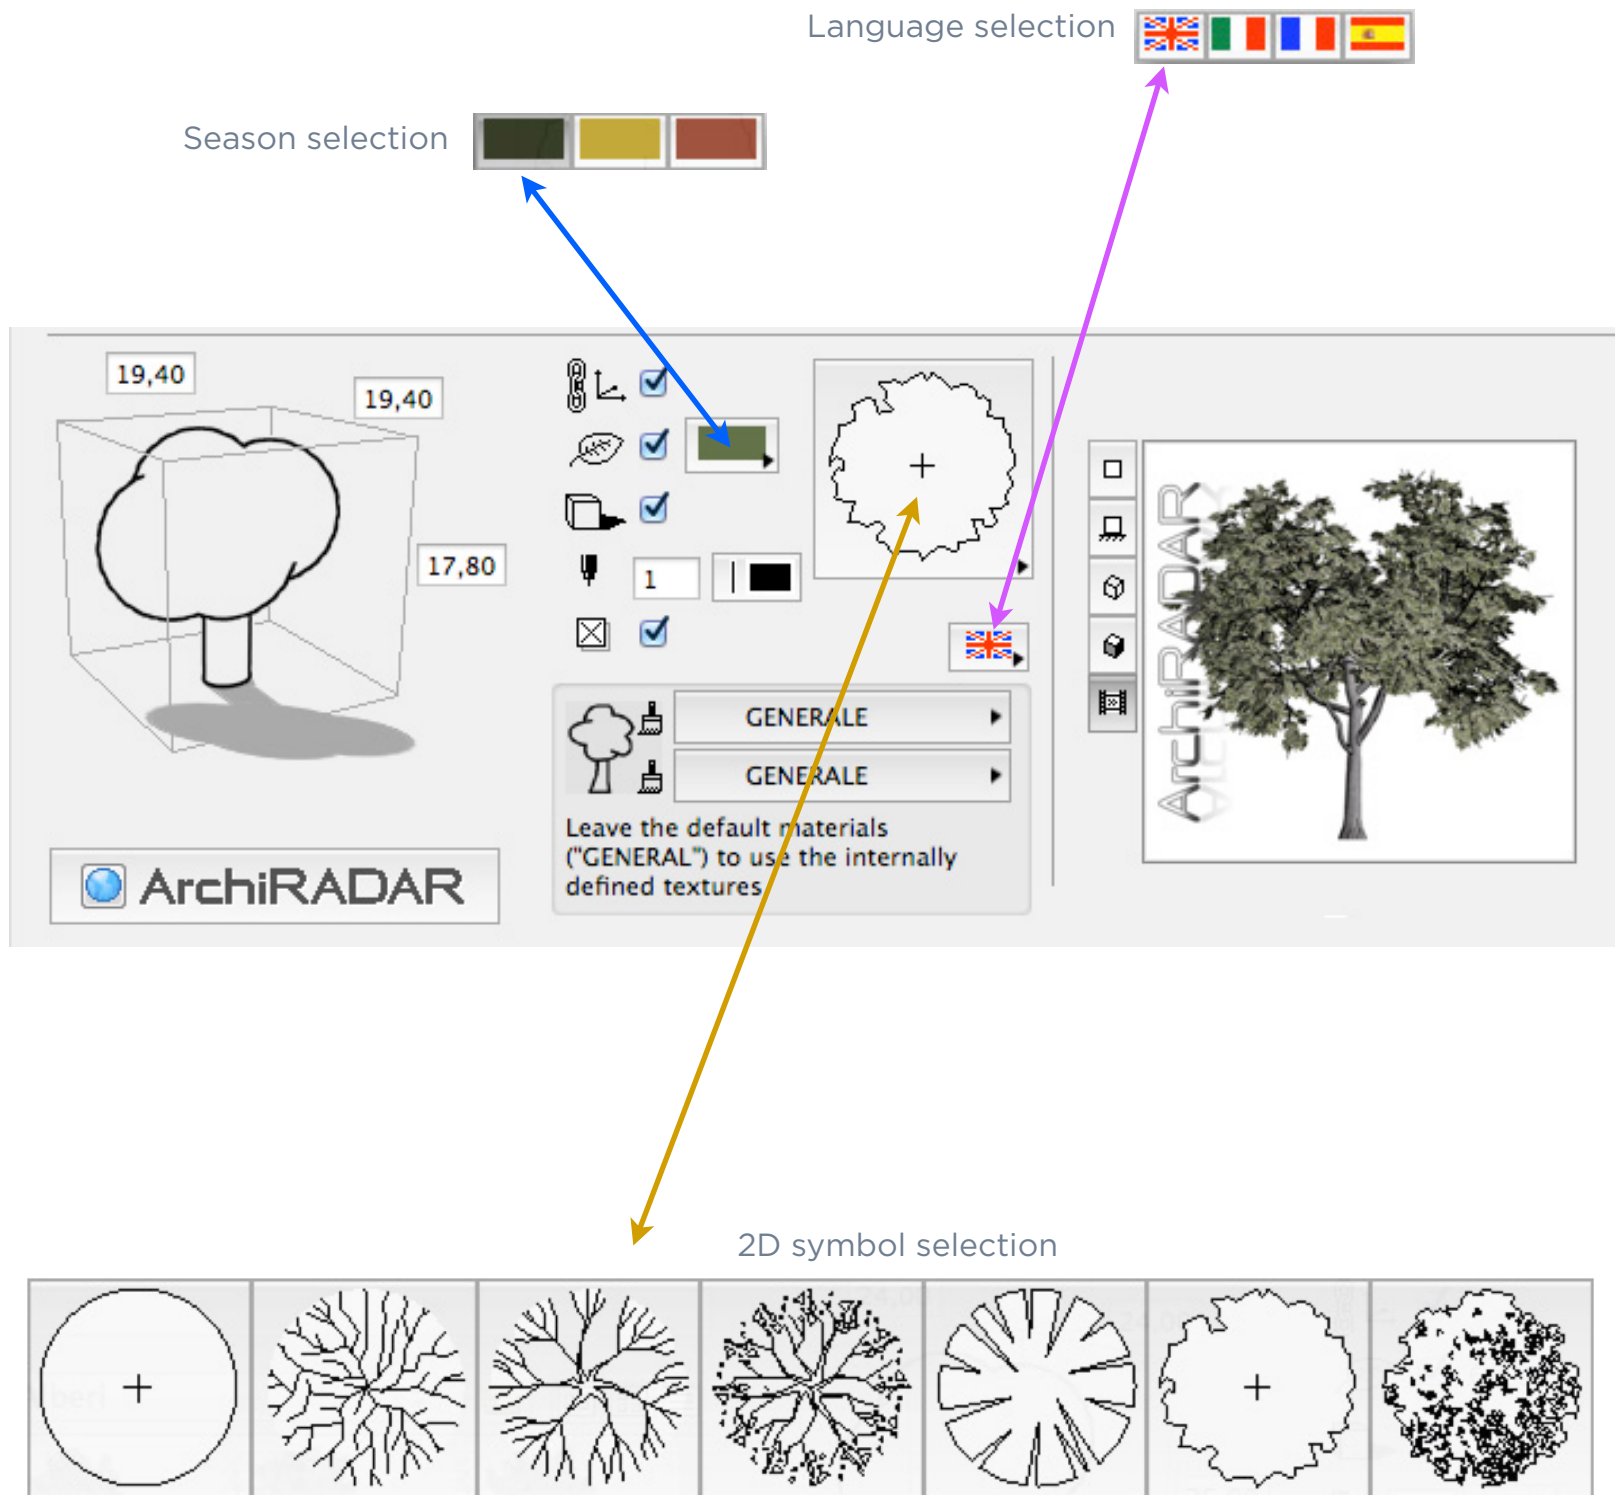 Language selection
Season selection
19,40
19,40
17,80
1
GENERALE
GENERALE
Leave the default materials
("GENERAL") to use the internally
defined textures
ArchiRADAR
ArchiRADAR
2D symbol selection